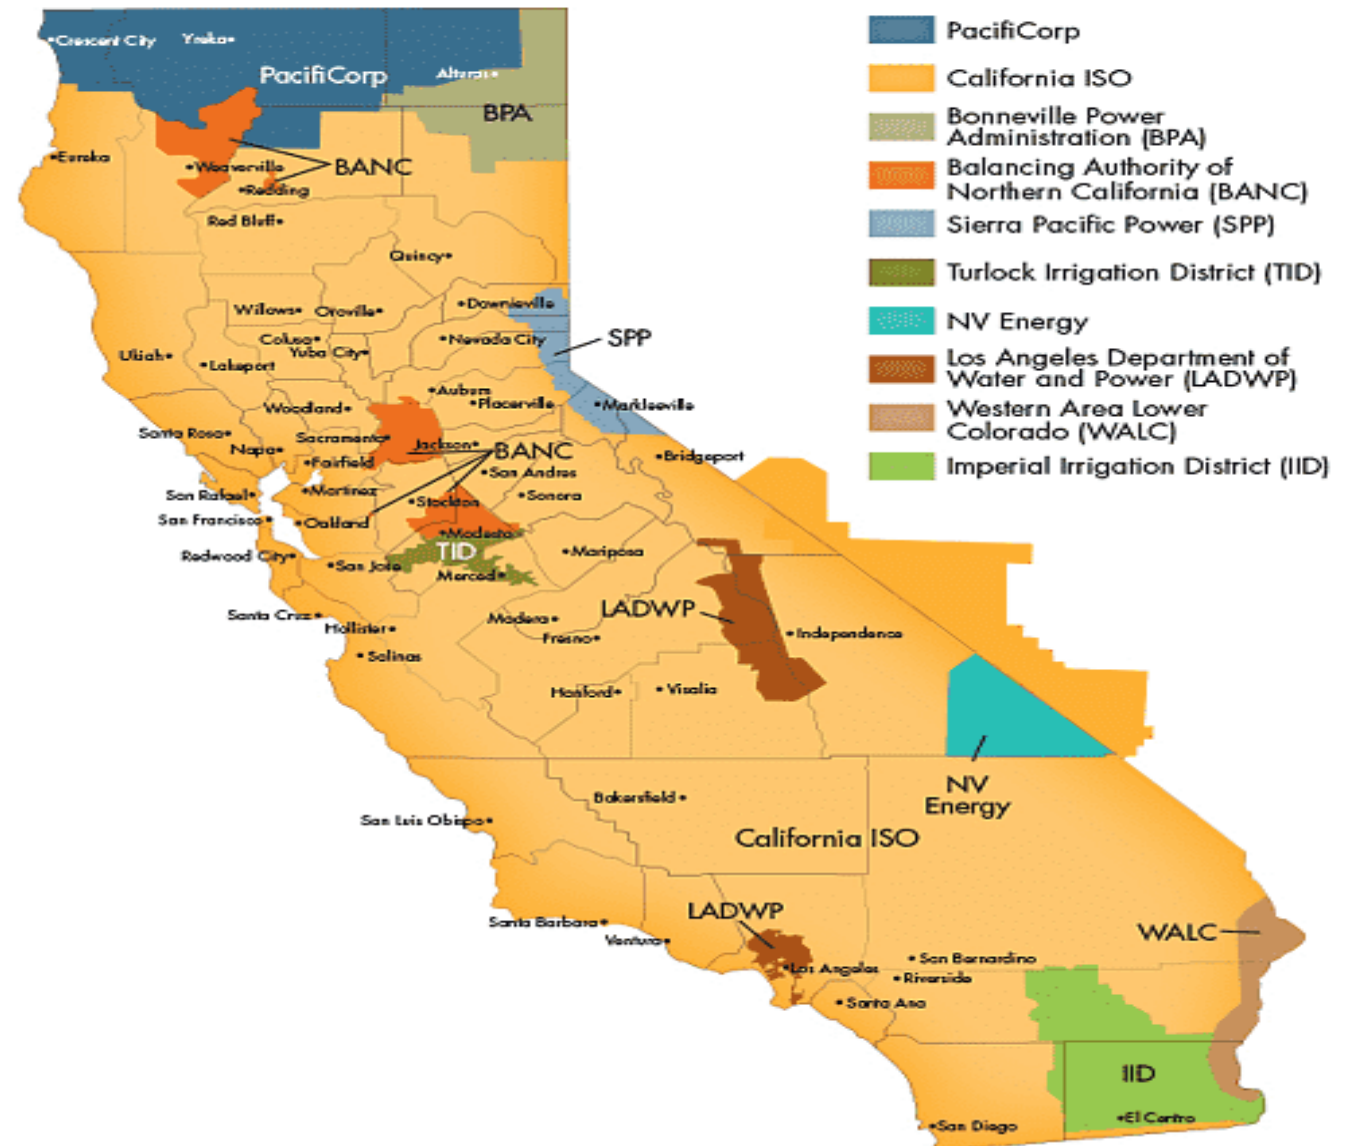 Crescent City
Yreka
PacifiCorp
Alturas
BPA
Eureka
Weaverville
BANC
Redding
Red Bluff
Quincy
Willows
Oroville
Downieville
Colusa
Nevada City
SPP
Yuba City
Ukiah
Lakeport
Auburn
Placerville
Markleeville
Woodland
Santa Rosa
Sacramento
Jackson
Napa
BANC
Bridgeport
Fairfield
San Andres
San Rafael
Martinez
Stockton
Sonora
San Francisco
Oakland
Modesto
Redwood City
TID
Mariposa
San Jose
Merced
Santa Cruz
Madera
LADWP
Hollister
Fresno
Independence
Salinas
Hanford
Visalia
NV
Energy
Bakersfield
San Luis Obispo
California ISO
LADWP
Santa Barbara
WALC
Ventura
San Bernardino
Los Angeles
Riverside
Santa Ana
IID
El Centro
San Diego
PacifiCorp
California ISO
Bonneville Power
Administration (BPA)
Balancing Authority of
Northern California (BANC)
Sierra Pacific Power (SPP)
Turlock Irrigation District (TID)
NV Energy
Los Angeles Department of
Water and Power (LADWP)
Western Area Lower
Colorado (WALC)
Imperial Irrigation District (IID)